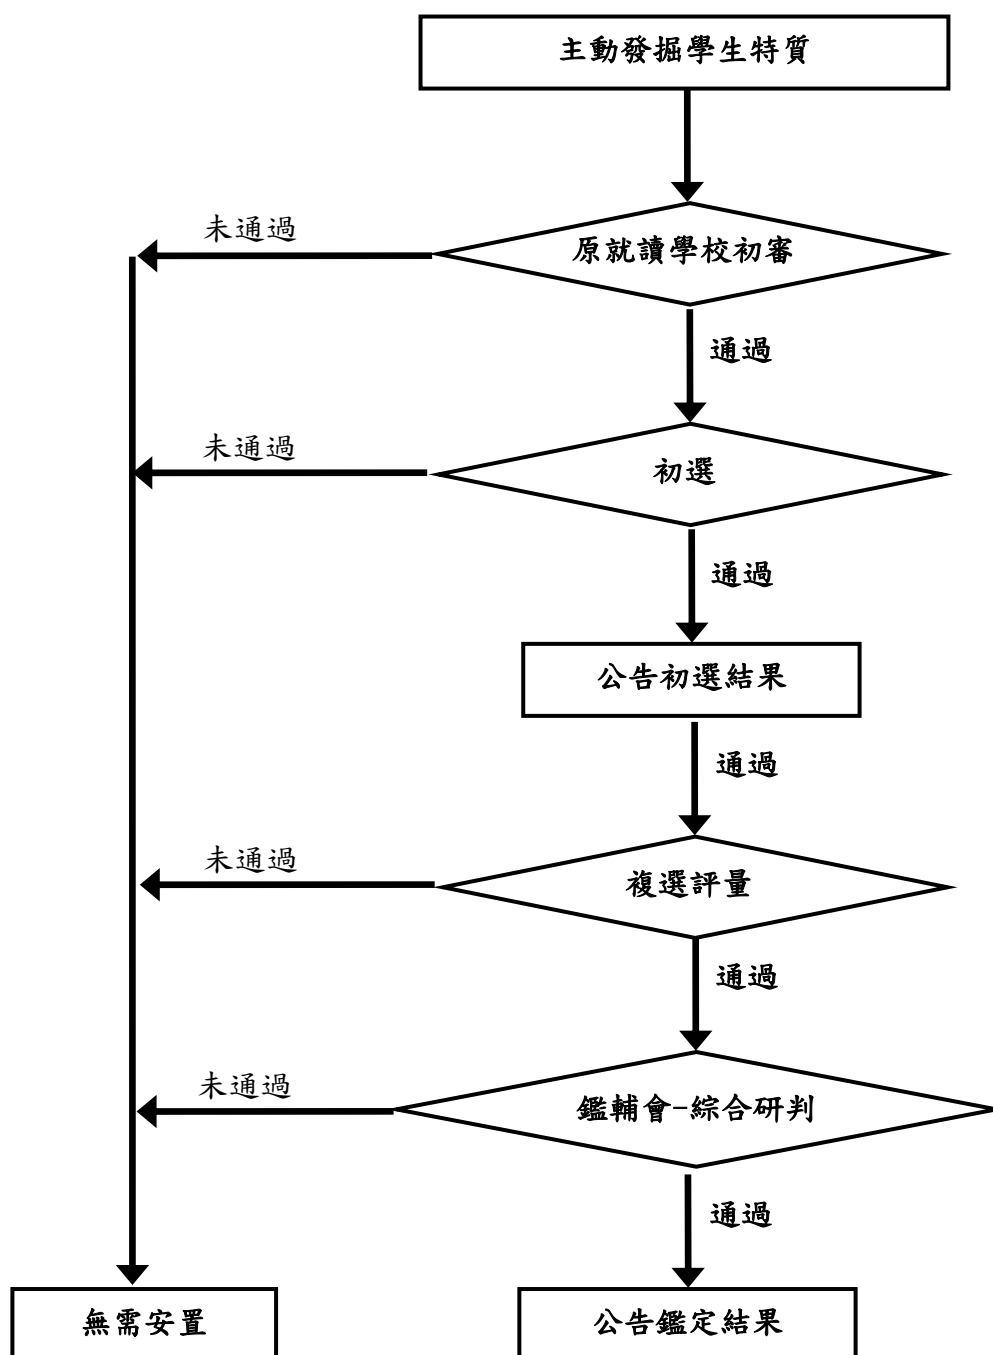 主動發掘學生特質
未通過
原就讀學校初審
通過
未通過
初選
通過
公告初選結果
通過
未通過
複選評量
通過
未通過
鑑輔會-綜合研判
通過
無需安置
公告鑑定結果